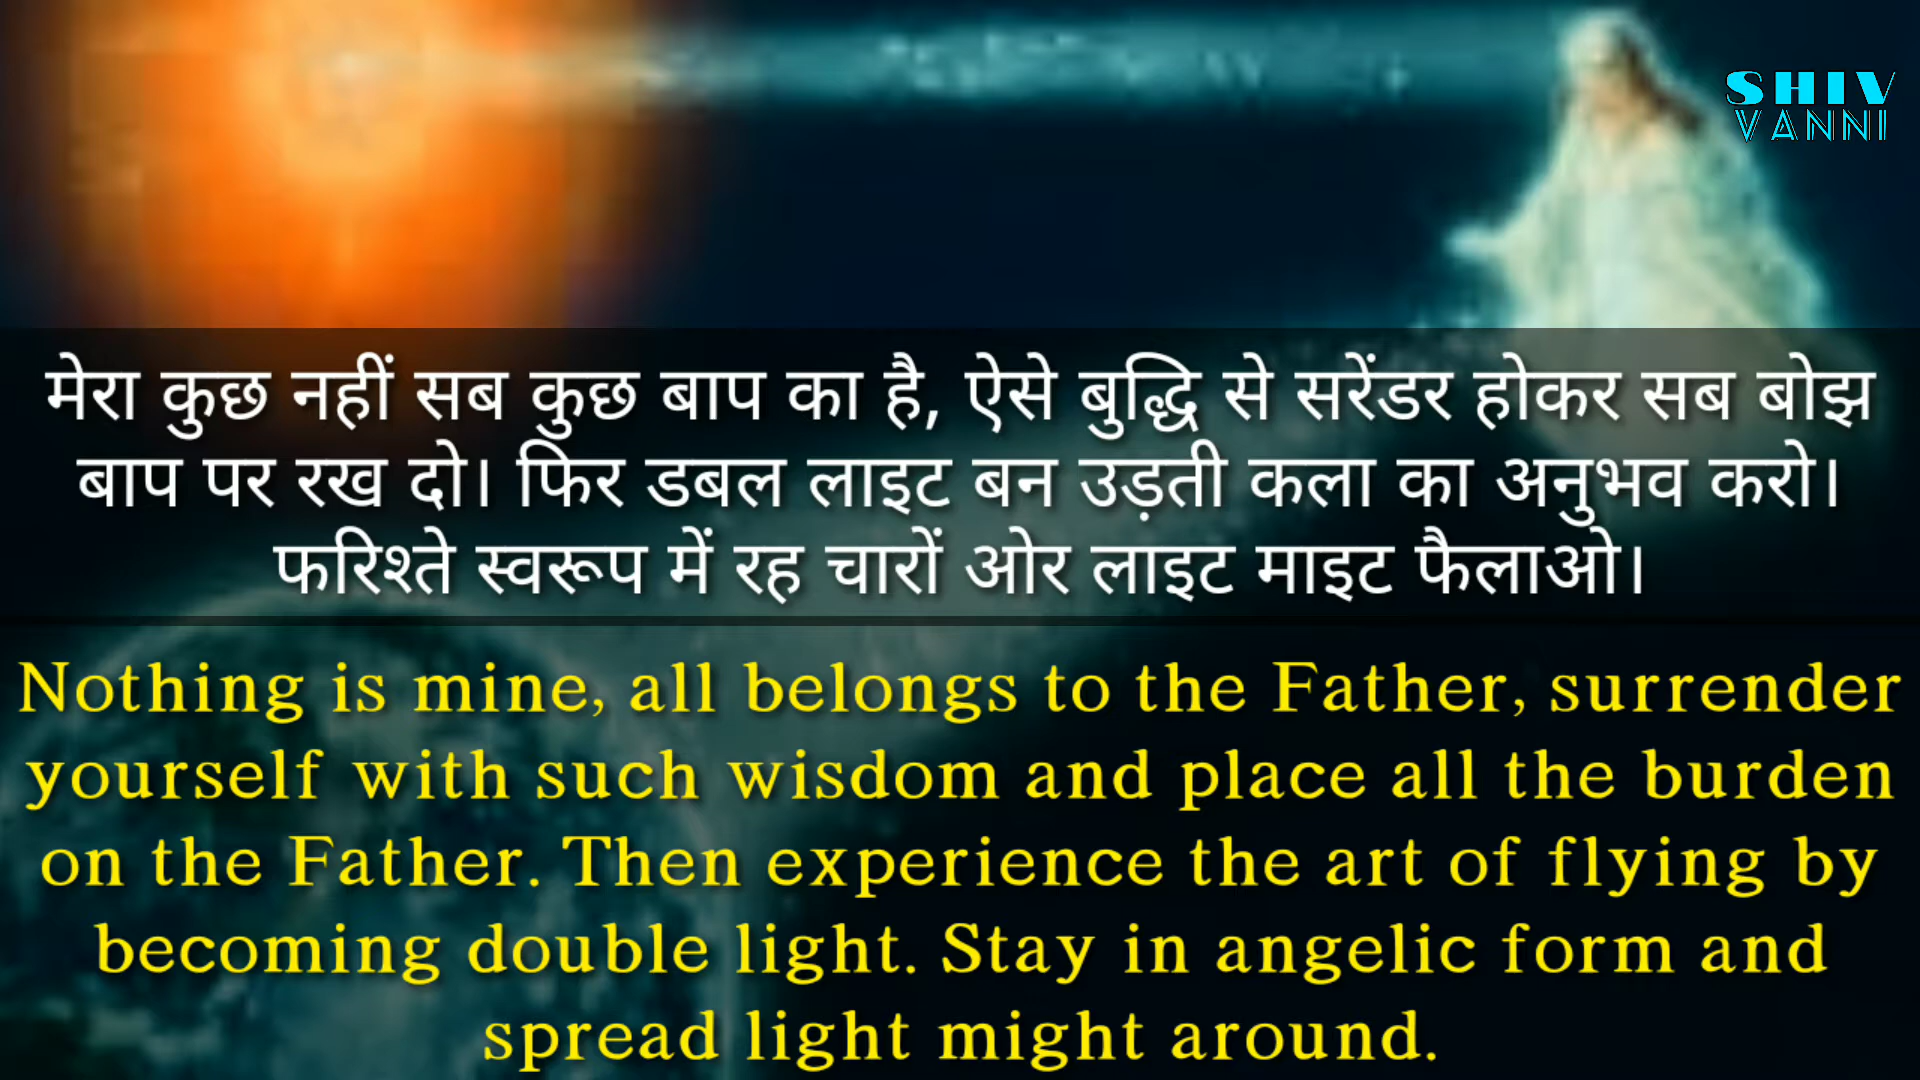 SHIV
VANNI
मेरा कुछ नहीं सब कुछ बाप का है, ऐसे बुद्धि से सरेंडर होकर सब बोझ
बाप पर रख दो। फिर डबल लाइट बन उड़ती कला का अनुभव करो।
फरिश्ते स्वरूप में रह चारों ओर लाइट माइट फैलाओ।
Nothing is mine, all belongs to the Father, surrender
yourself with such wisdom and place all the burden
on the Father. Then experience the art of flying by
becoming double light. Stay in angelic form and
spread light might around.